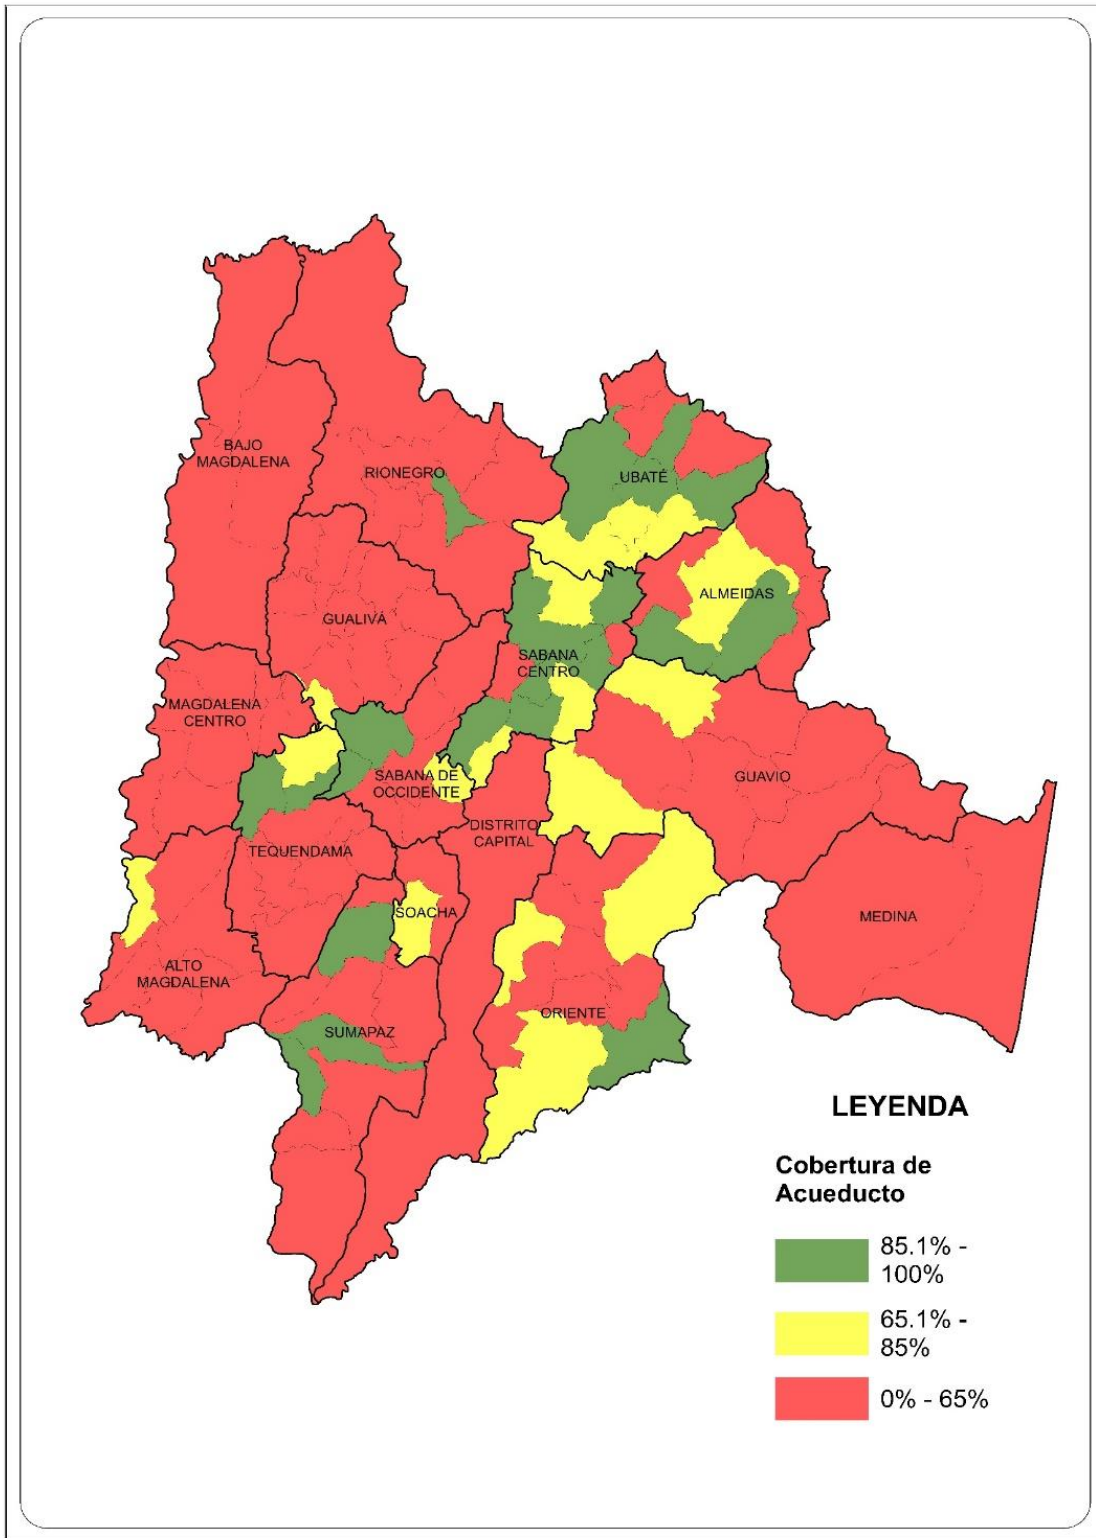 BAJO
MAGDALENA
RIONEGRO
UBATÉ
ALMEIDAS
GUALIVÁ
SABANA
CENTRO
MAGDALENA
CENTRO
SABANA DE
OCCIDENTE
GUAVIO
DISTRITO
CAPITAL
TEQUENDAMA
SOACHA
MEDINA
ALTO
MAGDALENA
ORIENTE
SUMAPAZ
LEYENDA
Cobertura de
Acueducto
85.1% -
100%
65.1% -
85%
0% - 65%